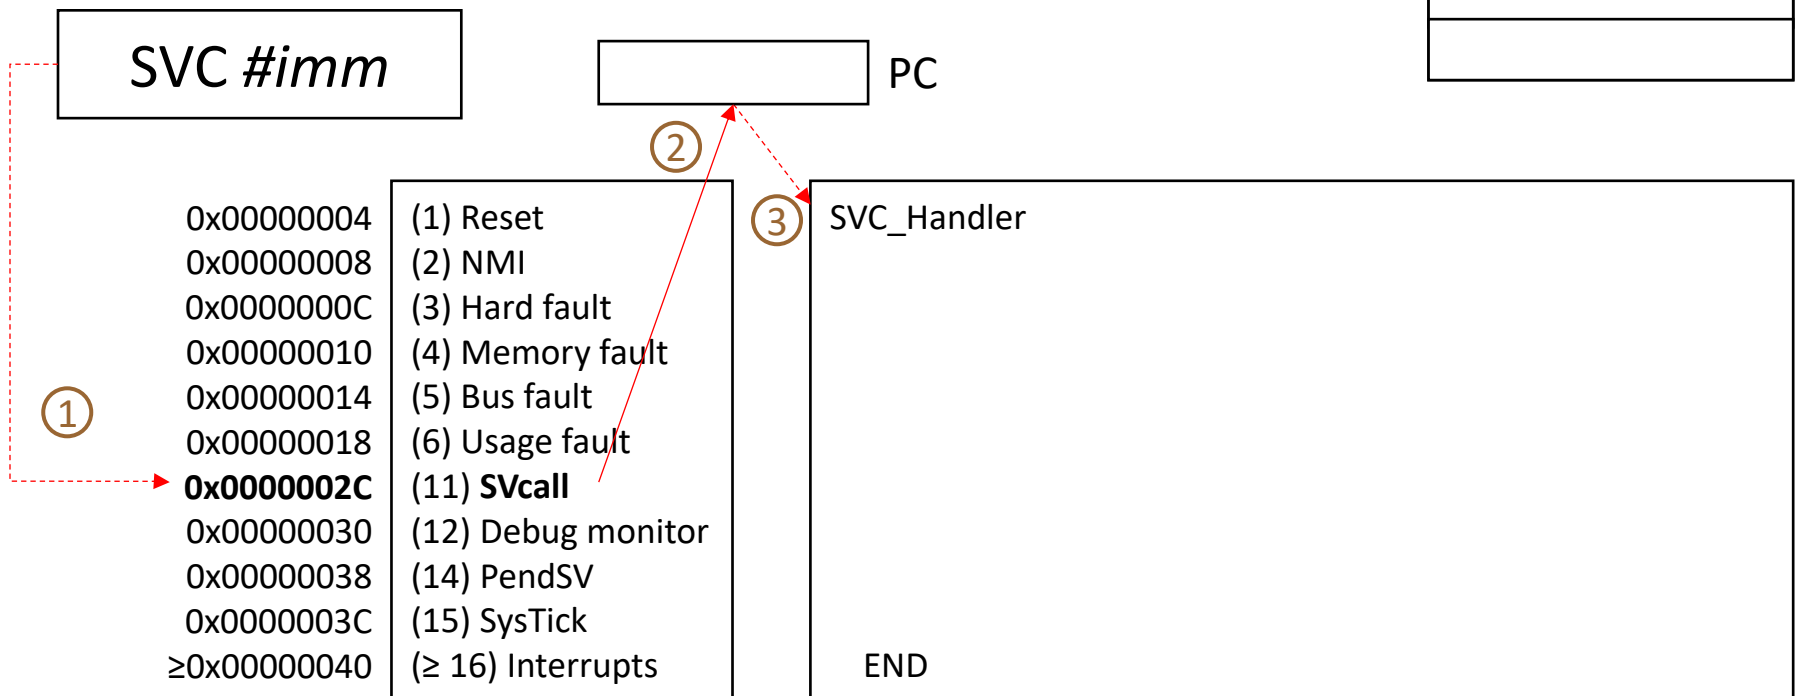 SVC #imm
PC
1
2
3
0x00000004 (1) Reset
0x00000008 (2) NMI
0x0000000C (3) Hard fault
0x00000010 (4) Memory fault
0x00000014 (5) Bus fault
0x00000018 (6) Usage fault
0x0000002C (11) SVcall
0x00000030 (12) Debug monitor
0x00000038 (14) PendSV
0x0000003C (15) SysTick
≥0x00000040 (≥ 16) Interrupts
SVC_Handler
END